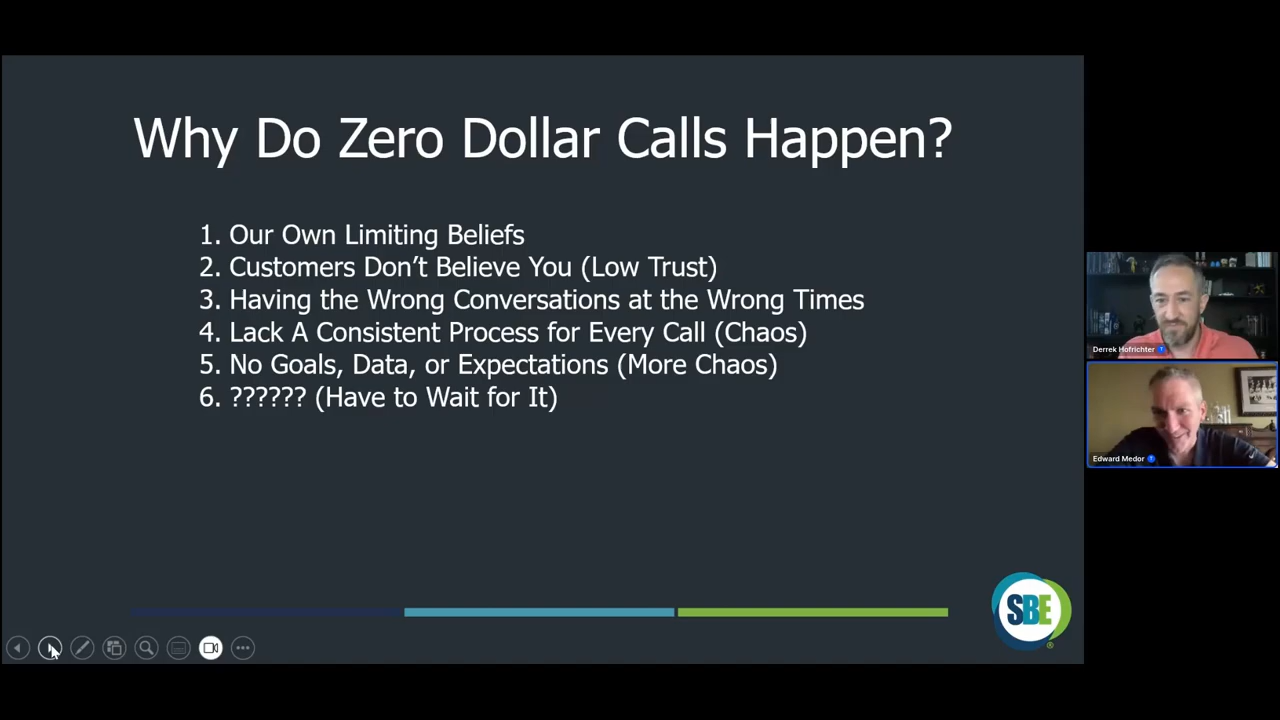 Why Do Zero Dollar Calls Happen?
1. Our Own Limiting Beliefs
2. Customers Don’t Believe You (Low Trust)
3. Having the Wrong Conversations at the Wrong Times
4. Lack A Consistent Process for Every Call (Chaos)
5. No Goals, Data, or Expectations (More Chaos)
6. ?????? (Have to Wait for It)
Derrek Hofrichter
Edward Medor
SBE
®